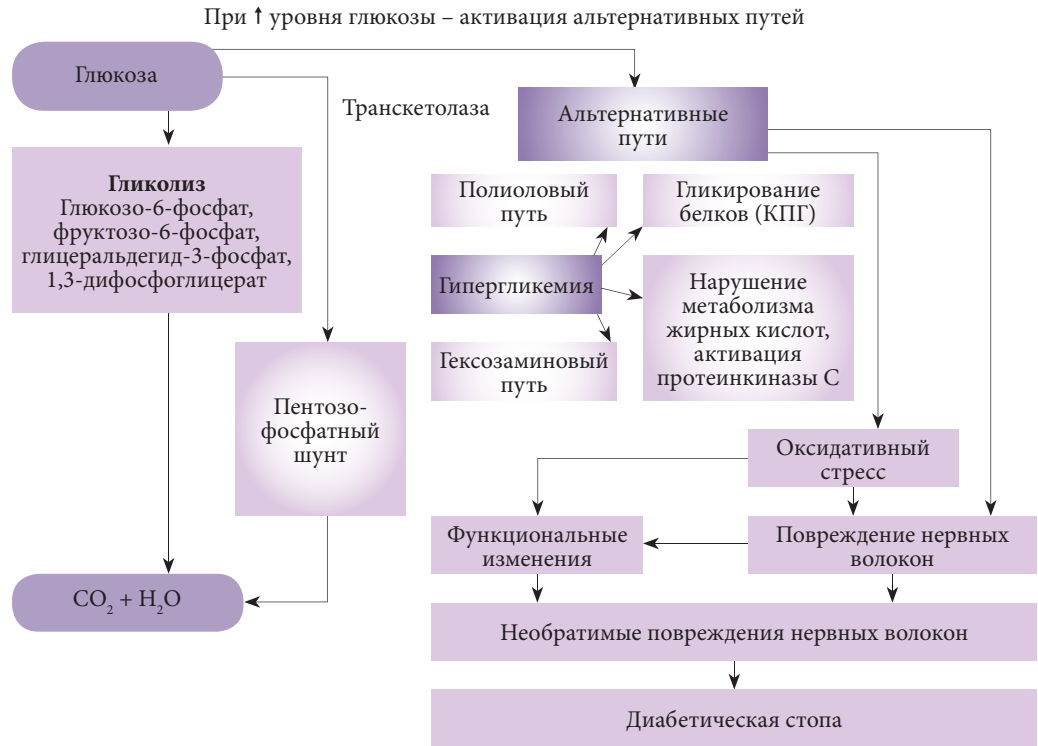 При ↑ уровня глюкозы – активация альтернативных путей
Глюкоза
Транскетолаза
Альтернативные
пути
Гликолиз
Глюкозо-6-фосфат,
фруктозо-6-фосфат,
глицеральдегид-3-фосфат,
1,3-дифосфоглицерат
Полиоловый
путь
Гликирование
белков (КПГ)
Гипергликемия
Нарушение
метаболизма
жирных кислот,
активация
протеинкиназы С
Гексозаминовый
путь
Пентозо-
фосфатный
шунт
Оксидативный
стресс
Функциональные
изменения
Повреждение нервных
волокон
CO₂ + H₂O
Необратимые повреждения нервных волокон
Диабетическая стопа